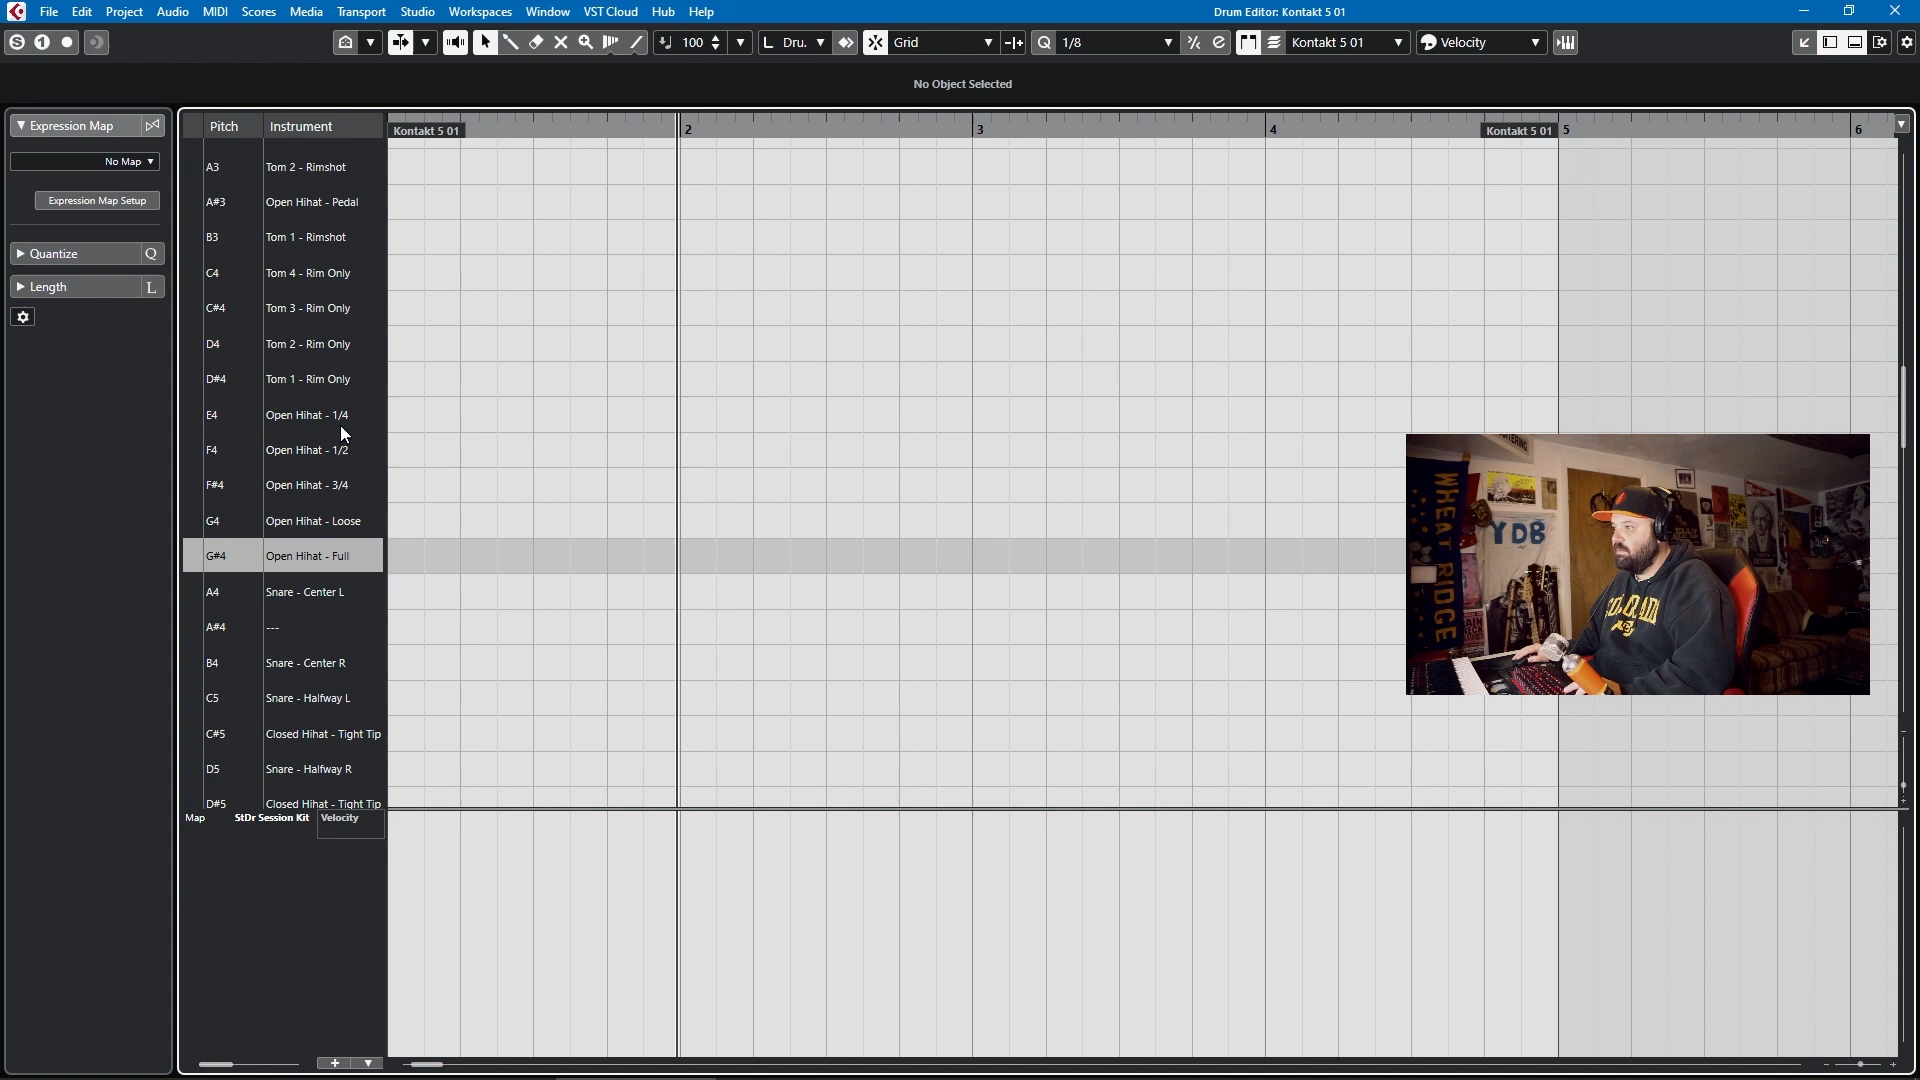 File Edit Project Audio MIDI Scores Media Transport Studio Workspaces Window VST Cloud Hub Help
Drum Editor: Kontakt 5 01
100
L Dru.
Grid
Q 1/8
Kontakt 5 01
Velocity
No Object Selected
Expression Map
No Map
Expression Map Setup
Quantize Q
Length L
Pitch Instrument
Kontakt 5 01
2 3 4
Kontakt 5 01
5 6
A3 Tom 2 - Rimshot
A#3 Open Hihat - Pedal
B3 Tom 1 - Rimshot
C4 Tom 4 - Rim Only
C#4 Tom 3 - Rim Only
D4 Tom 2 - Rim Only
D#4 Tom 1 - Rim Only
E4 Open Hihat - 1/4
F4 Open Hihat - 1/2
F#4 Open Hihat - 3/4
G4 Open Hihat - Loose
G#4 Open Hihat - Full
A4 Snare - Center L
A#4 ---
B4 Snare - Center R
C5 Snare - Halfway L
C#5 Closed Hihat - Tight Tip
D5 Snare - Halfway R
D#5 Closed Hihat - Tight Tip
Map StDr Session Kit Velocity
WHEAT RIDGE
YDB